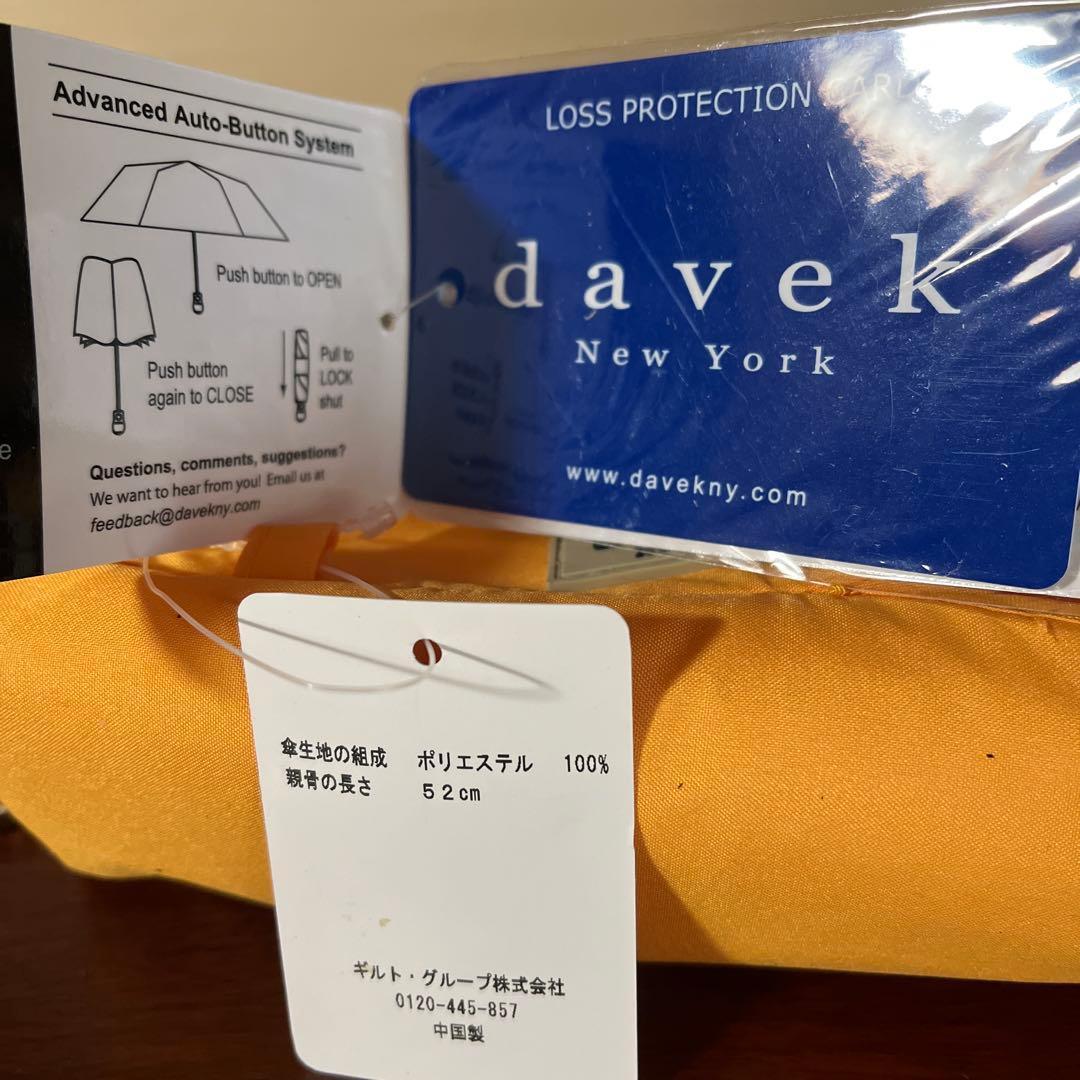 Advanced Auto-Button System
Push button to OPEN
Push button
again to CLOSE
Pull to
LOCK
shut
Questions, comments, suggestions?
We want to hear from you! Email us at
feedback@davekny.com
e
LOSS PROTECTION CARD
davek
New York
www.davekny.com
傘生地の組成 ポリエステル 100%
親骨の長さ 52cm
ギルト・グループ株式会社
0120-445-857
中国製